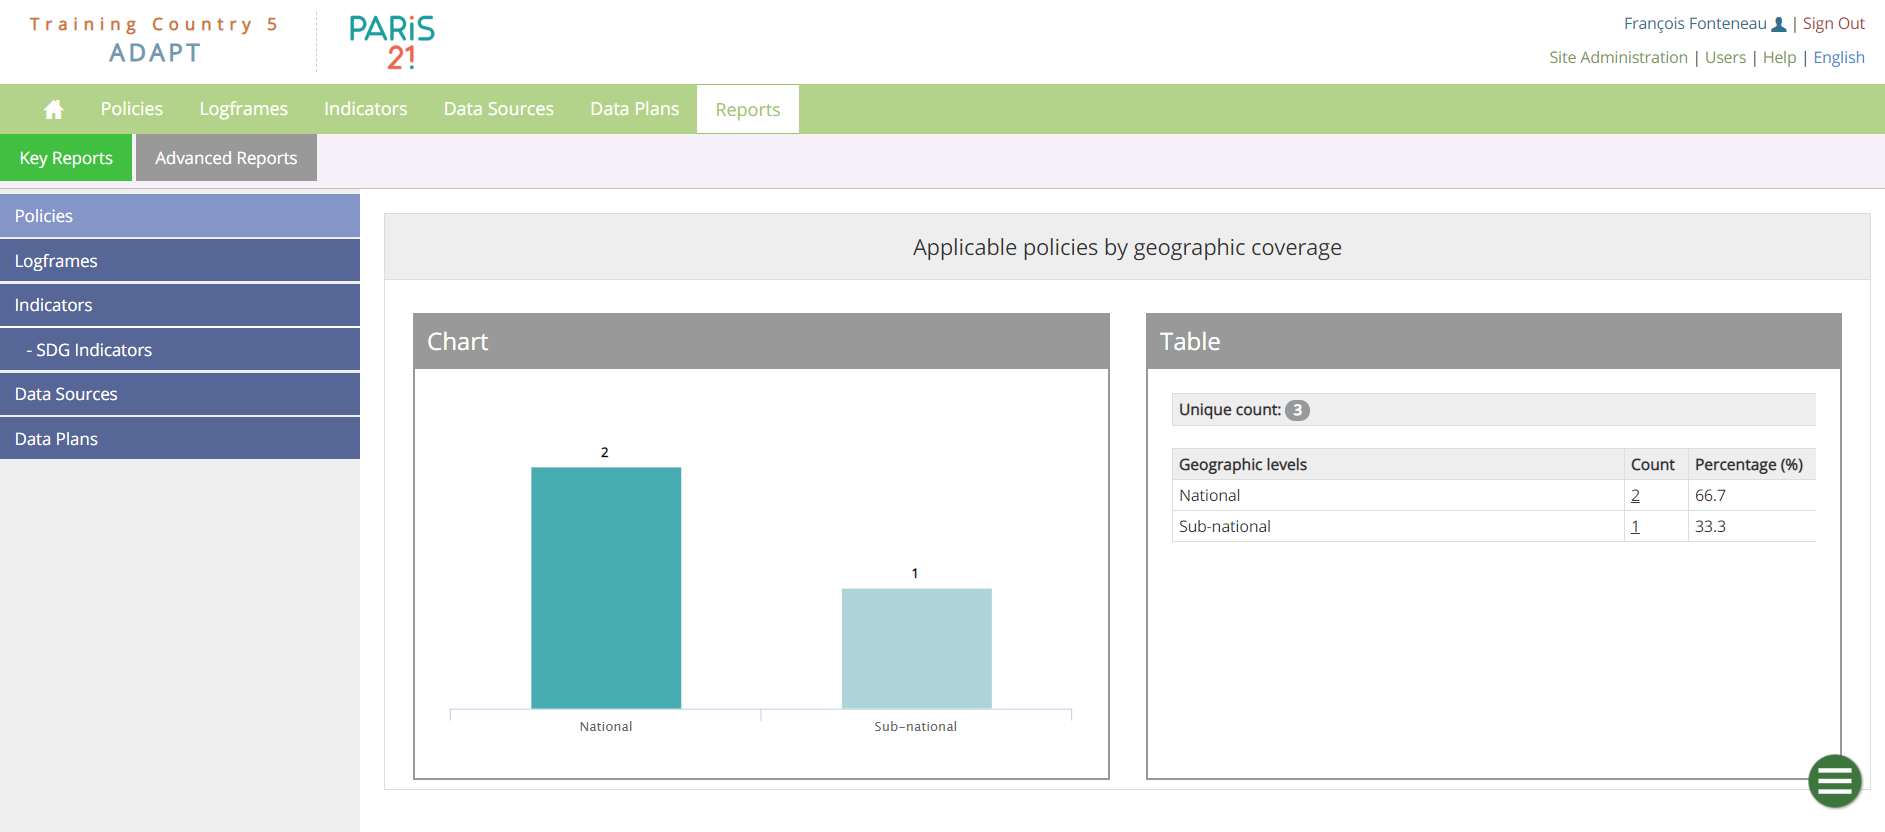 Training Country 5
ADAPT
PARiS
21!
François Fonteneau | Sign Out
Site Administration | Users | Help | English
Policies Logframes Indicators Data Sources Data Plans Reports
Key Reports Advanced Reports
Policies
Logframes
Indicators
- SDG Indicators
Data Sources
Data Plans
Applicable policies by geographic coverage
Chart
2
1
National Sub-national
Table
Unique count: 3
Geographic levels Count Percentage (%)
National 2 66.7
Sub-national 1 33.3